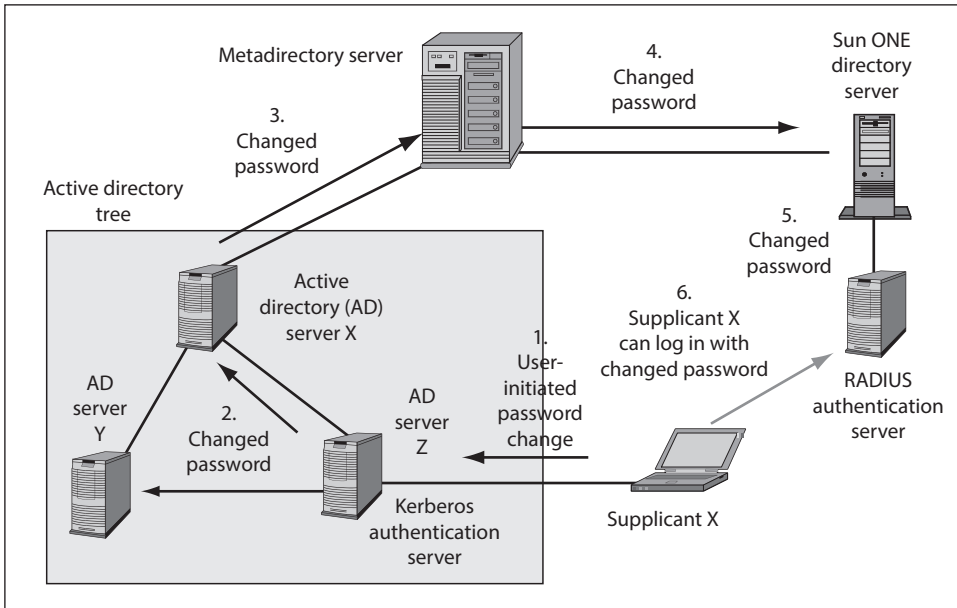 Metadirectory server
4.
Changed
password
Sun ONE
directory
server
3.
Changed
password
Active directory
tree
5.
Changed
password
Active
directory (AD)
server X
6.
Supplicant X
can log in with
changed password
1.
User-
initiated
password
change
RADIUS
authentication
server
AD
server
Y
2.
Changed
password
AD
server
Z
Kerberos
authentication
server
Supplicant X